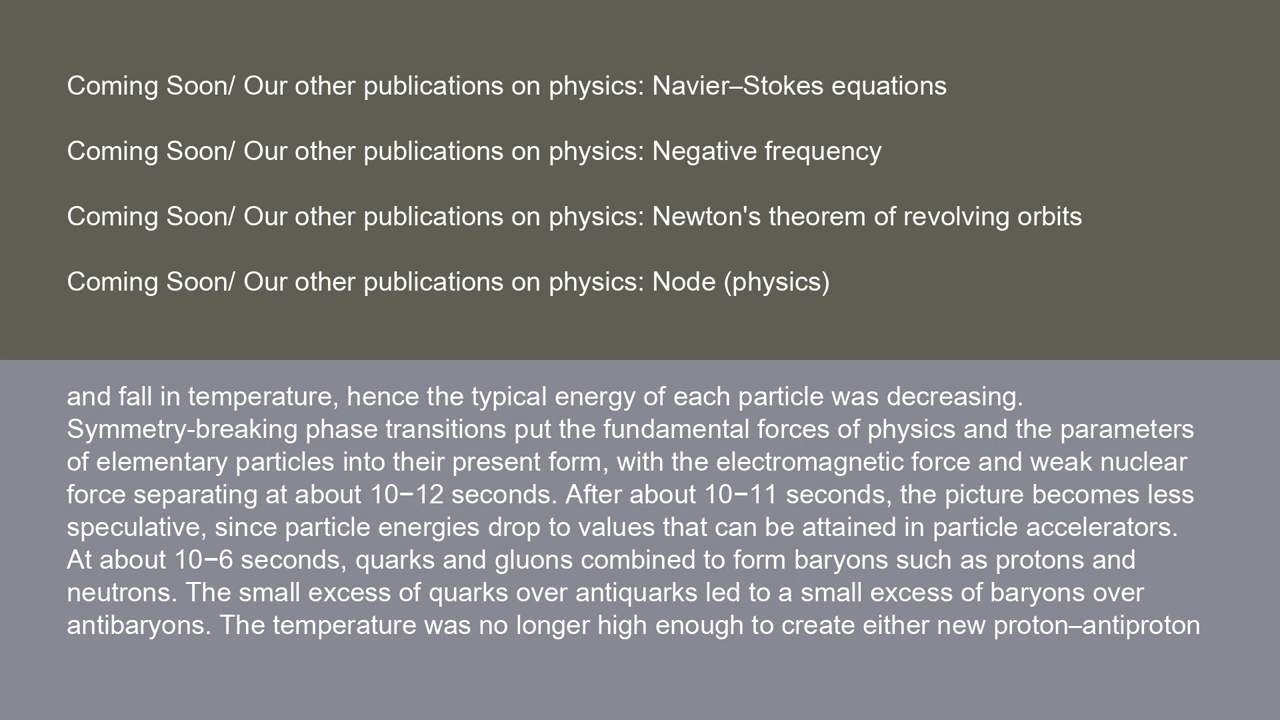 Coming Soon/ Our other publications on physics: Navier–Stokes equations
Coming Soon/ Our other publications on physics: Negative frequency
Coming Soon/ Our other publications on physics: Newton's theorem of revolving orbits
Coming Soon/ Our other publications on physics: Node (physics)
and fall in temperature, hence the typical energy of each particle was decreasing.
Symmetry-breaking phase transitions put the fundamental forces of physics and the parameters
of elementary particles into their present form, with the electromagnetic force and weak nuclear
force separating at about 10−12 seconds. After about 10−11 seconds, the picture becomes less
speculative, since particle energies drop to values that can be attained in particle accelerators.
At about 10−6 seconds, quarks and gluons combined to form baryons such as protons and
neutrons. The small excess of quarks over antiquarks led to a small excess of baryons over
antibaryons. The temperature was no longer high enough to create either new proton–antiproton